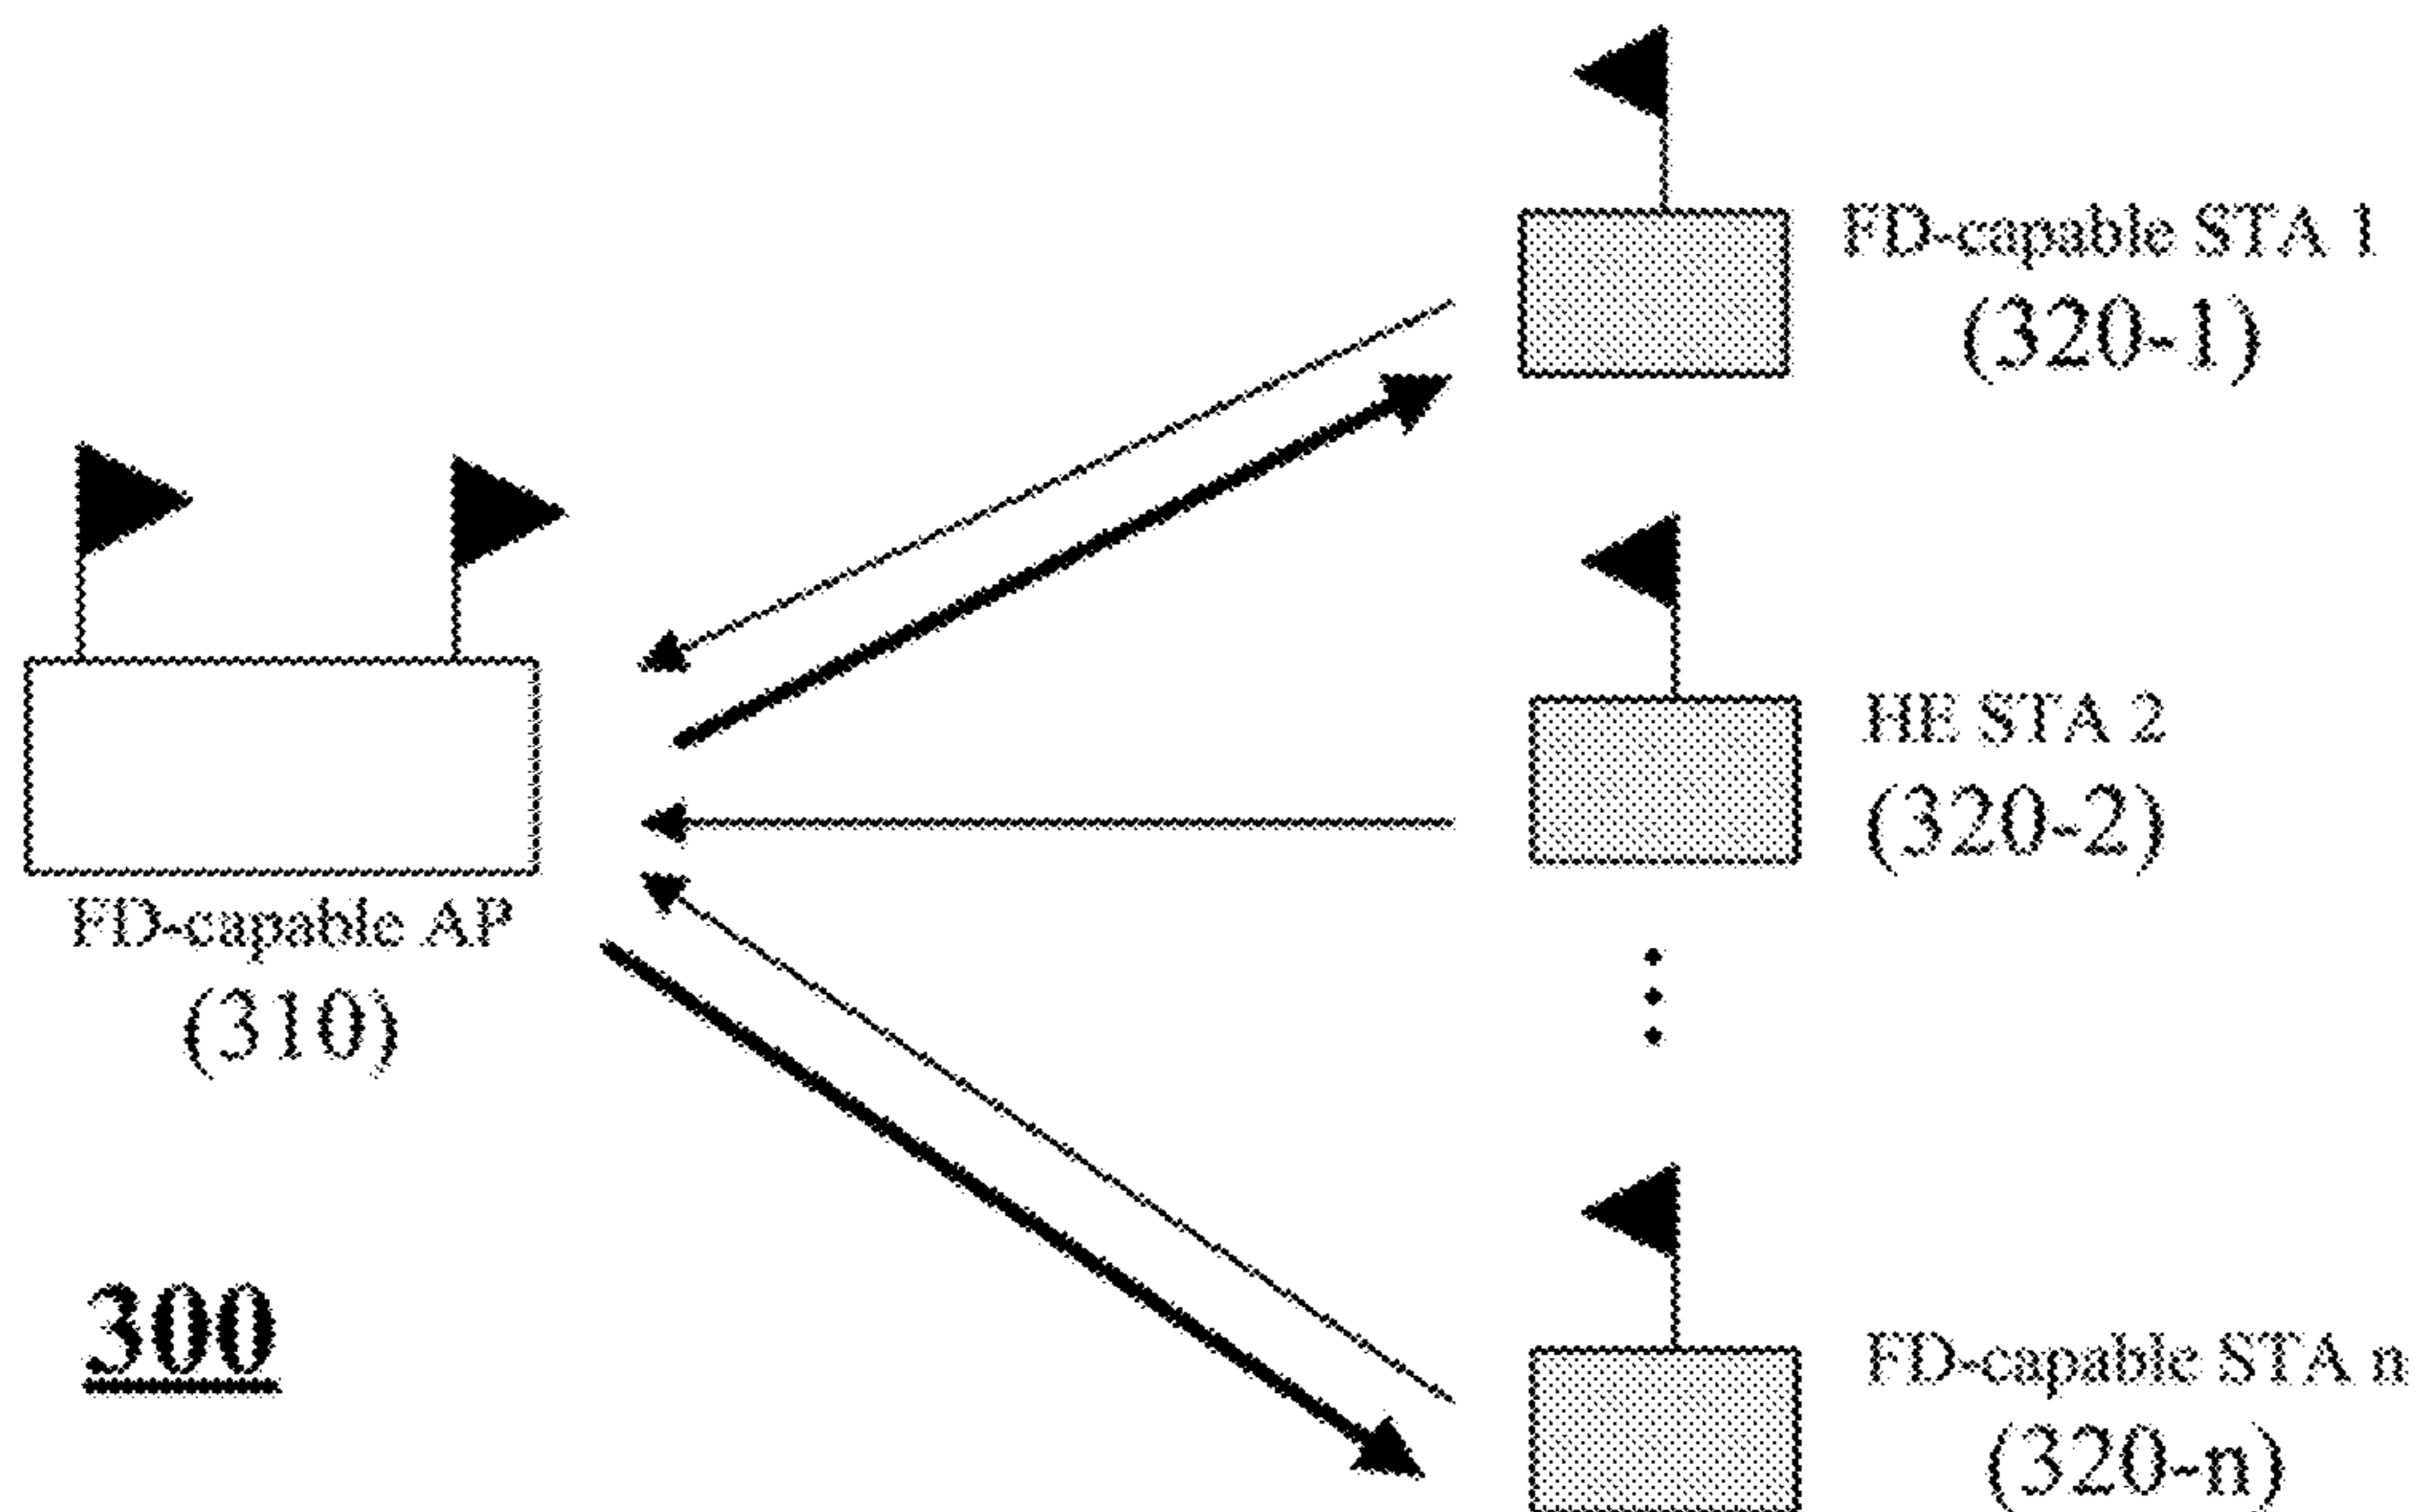 FD-capable STA 1
(320-1)
HE STA 2
(320-2)
FD-capable AP
(310)
300
FD-capable STA n
(320-n)